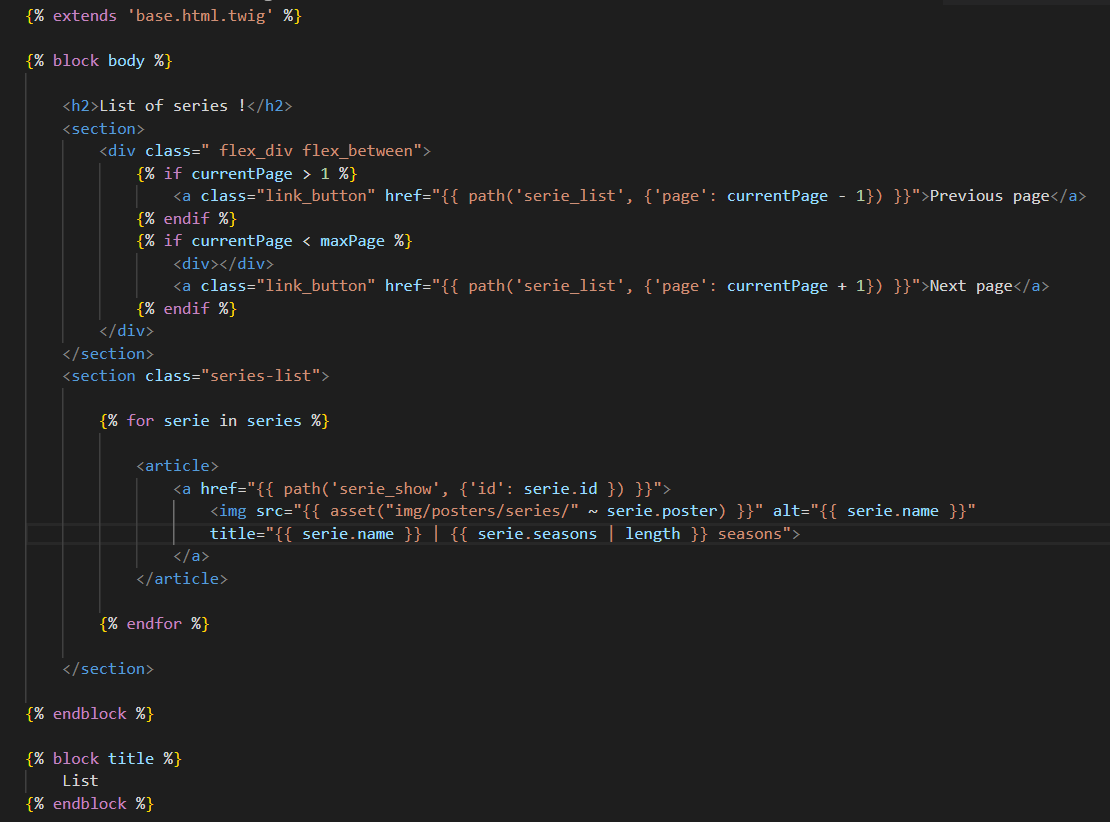 {% extends 'base.html.twig' %}
{% block body %}
<h2>List of series !</h2>
<section>
<div class=" flex_div flex_between">
{% if currentPage > 1 %}
<a class="link_button" href="{{ path('serie_list', {'page': currentPage - 1}) }}">Previous page</a>
{% endif %}
{% if currentPage < maxPage %}
<div></div>
<a class="link_button" href="{{ path('serie_list', {'page': currentPage + 1}) }}">Next page</a>
{% endif %}
</div>
</section>
<section class="series-list">
{% for serie in series %}
<article>
<a href="{{ path('serie_show', {'id': serie.id }) }}">
<img src="{{ asset("img/posters/series/" ~ serie.poster) }}" alt="{{ serie.name }}"
title="{{ serie.name }} | {{ serie.seasons | length }} seasons">
</a>
</article>
{% endfor %}
</section>
{% endblock %}
{% block title %}
List
{% endblock %}